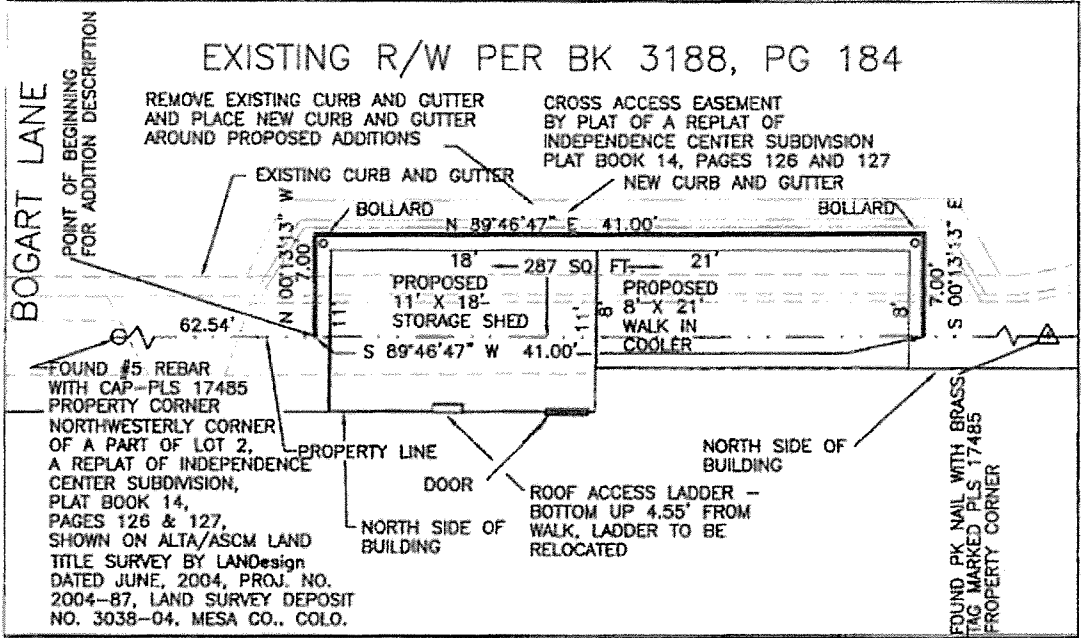 BOGART LANE
POINT OF BEGINNING
FOR ADDITION DESCRIPTION
EXISTING R/W PER BK 3188, PG 184
REMOVE EXISTING CURB AND GUTTER
AND PLACE NEW CURB AND GUTTER
AROUND PROPOSED ADDITIONS
CROSS ACCESS EASEMENT
BY PLAT OF A REPLAT OF
INDEPENDENCE CENTER SUBDIVISION
PLAT BOOK 14, PAGES 126 AND 127
EXISTING CURB AND GUTTER
NEW CURB AND GUTTER
BOLLARD
BOLLARD
N 89°46'47" E 41.00'
N 00°13'13" W
7.00'
7.00'
S 00°13'13" E
18'
287 SQ FT.
21'
PROPOSED
11' X 18'
STORAGE SHED
11'
11'
PROPOSED
8' X 21'
WALK IN
COOLER
8'
8'
62.54'
S 89°46'47" W 41.00'
FOUND #5 REBAR
WITH CAP-PLS 17485
PROPERTY CORNER
NORTHWESTERLY CORNER
OF A PART OF LOT 2,
A REPLAT OF INDEPENDENCE
CENTER SUBDIVISION,
PLAT BOOK 14,
PAGES 126 & 127,
SHOWN ON ALTA/ASCM LAND
TITLE SURVEY BY LANDesign
DATED JUNE, 2004, PROJ. NO.
2004-87, LAND SURVEY DEPOSIT
NO. 3038-04, MESA CO., COLO.
PROPERTY LINE
NORTH SIDE OF
BUILDING
DOOR
ROOF ACCESS LADDER –
BOTTOM UP 4.55' FROM
WALK, LADDER TO BE
RELOCATED
NORTH SIDE OF
BUILDING
FOUND PK NAIL WITH BRASS
TAG MARKED PLS 17485
PROPERTY CORNER